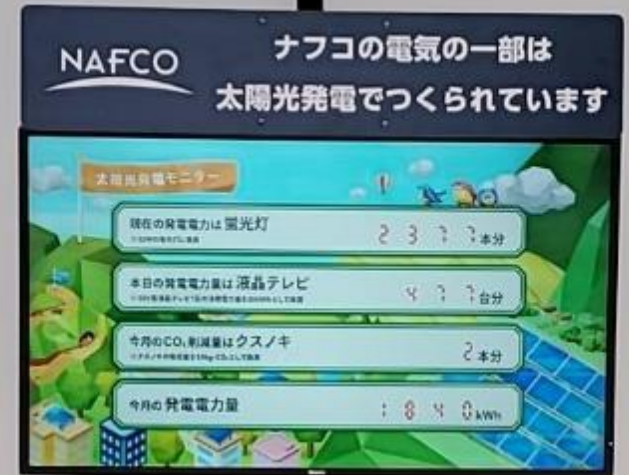 NAFCO
ナフコの電気の一部は
太陽光発電でつくられています
太陽光発電モニター
現在の発電電力は蛍光灯
2377本分
本日の発電電力量は液晶テレビ
477台分
今月のCO₂削減量はクスノキ
2本分
今月の発電電力量
1840kWh